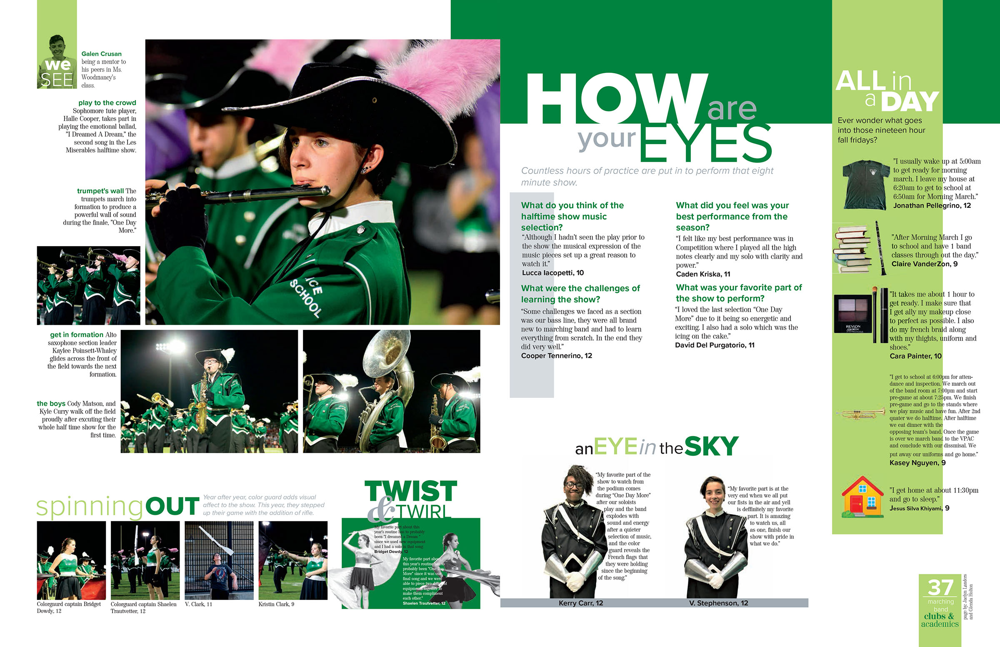 we
SEE
Galen Crusan
being a mentor to
his peers in Ms.
Woodmancy's
class.
play to the crowd
Sophomore 1ute player,
Halle Cooper, takes part in
playing the emotional ballad,
"I Dreamed A Dream," the
second song in the Les
Miserables halftime show.
trumpet's wall The
trumpets march into
formation to produce a
powerful wall of sound
during the finale, "One Day
More."
get in formation Alto
saxophone section leader
Kaylee Poinsett-Whaley
glides across the front of
the field towards the next
formation.
the boys Cody Matson, and
Kyle Curry walk off the field
proudly after excuting their
whole half time show for the
first time.
ICE
SCHOOL
spinningOUT
Year after year, color guard adds visual
affect to the show. This year, they stepped
up their game with the addition of rifle.
Colorgaurd captain Bridget
Dowdy, 12
Colorguard captain Shaelen
Trautvetter, 12
V. Clark, 11
Kristin Clark, 9
TWIST
& TWIRL
My favorite part about this
year's routine has to probably
been "I dreamed a Dream "
since we used new equipment
and I had a solo in that song.
Bridget Dowdy, 12
My favorite part about
this year's routine has to
probably been "One Day
More" since it was our
final song and we were
able to piece two different
equipments together to
make them compliment
each other."
Shaelen Trautvetter, 12
HOW are
your EYES
Countless hours of practice are put in to perform that eight
minute show.
What do you think of the
halftime show music
selection?
“Although I hadn’t seen the play prior to
the show the musical expression of the
music pieces set up a great reason to
watch it.”
Lucca Iacopetti, 10
What were the challenges of
learning the show?
“Some challenges we faced as a section
was our bass line, they were all brand
new to marching band and had to learn
everything from scratch. In the end they
did very well.”
Cooper Tennerino, 12
What did you feel was your
best performance from the
season?
“I felt like my best performance was in
Competition where I played all the high
notes clearly and my solo with clarity and
power.”
Caden Kriska, 11
What was your favorite part of
the show to perform?
“I loved the last selection “One Day
More” due to it being so energetic and
exciting. I also had a solo which was the
icing on the cake.”
David Del Purgatorio, 11
an EYE in the SKY
“My favorite part of the
show to watch from
the podium comes
during “One Day More”
after our soloists
play and the band
explodes with
sound and energy
after a quieter
selection of music,
and the color
guard reveals the
French flags that
they were holding
since the beginning
of the song.”
Kerry Carr, 12
“My favorite part is at the
very end when we all put
our fists in the air and yell
is deffinitely my favorite
part. It is amazing
to watch us, all
as one, finish our
show with pride in
what we do.”
V. Stephenson, 12
ALL in
a DAY
Ever wonder what goes
into those nineteen hour
fall fridays?
"I usually wake up at 5:00am
to get ready for morning
march. I leave my house at
6:20am to get to school at
6:50am for Morning March."
Jonathan Pellegrino, 12
"After Morning March I go
to school and have 1 band
classes through out the day."
Claire VanderZon, 9
REVLON
COLORSTAY
"It takes me about 1 hour to
get ready. I make sure that
I get ally my makeup close
to perfect as possible. I also
do my french braid along
with my thights, uniform and
shoes."
Cara Painter, 10
"I get to school at 6:00pm for atten-
dance and inspection. We march out
of the band room at 7:00pm and start
pre-game at about 7:25pm. We finish
pre-game and go to the stands where
we play music and have fun. After 2nd
quater we do halftime. After halftime
we eat dinner with the
opposing team's band. Once the game
is over we march band to the VPAC
and conclude with our dissmisal. We
put away our uniforms and go home."
Kasey Nguyen, 9
"I get home at about 11:30pm
and go to sleep."
Jesus Silva Khiyami, 9
37
marching
band
clubs &
academics
page by: Jaelyn Landers
and Glenda Holton